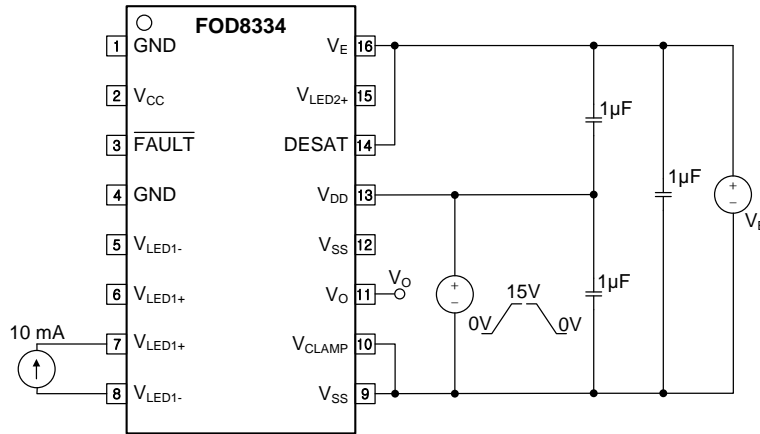 FOD8334
1 GND
2 VCC
3 FAULT
4 GND
5 VLED1-
6 VLED1+
7 VLED1+
8 VLED1-
VE 16
VLED2+ 15
DESAT 14
VDD 13
VSS 12
VO 11
VCLAMP 10
VSS 9
10 mA
VO
1µF
1µF
1µF
0V 15V 0V
+
−
+
−